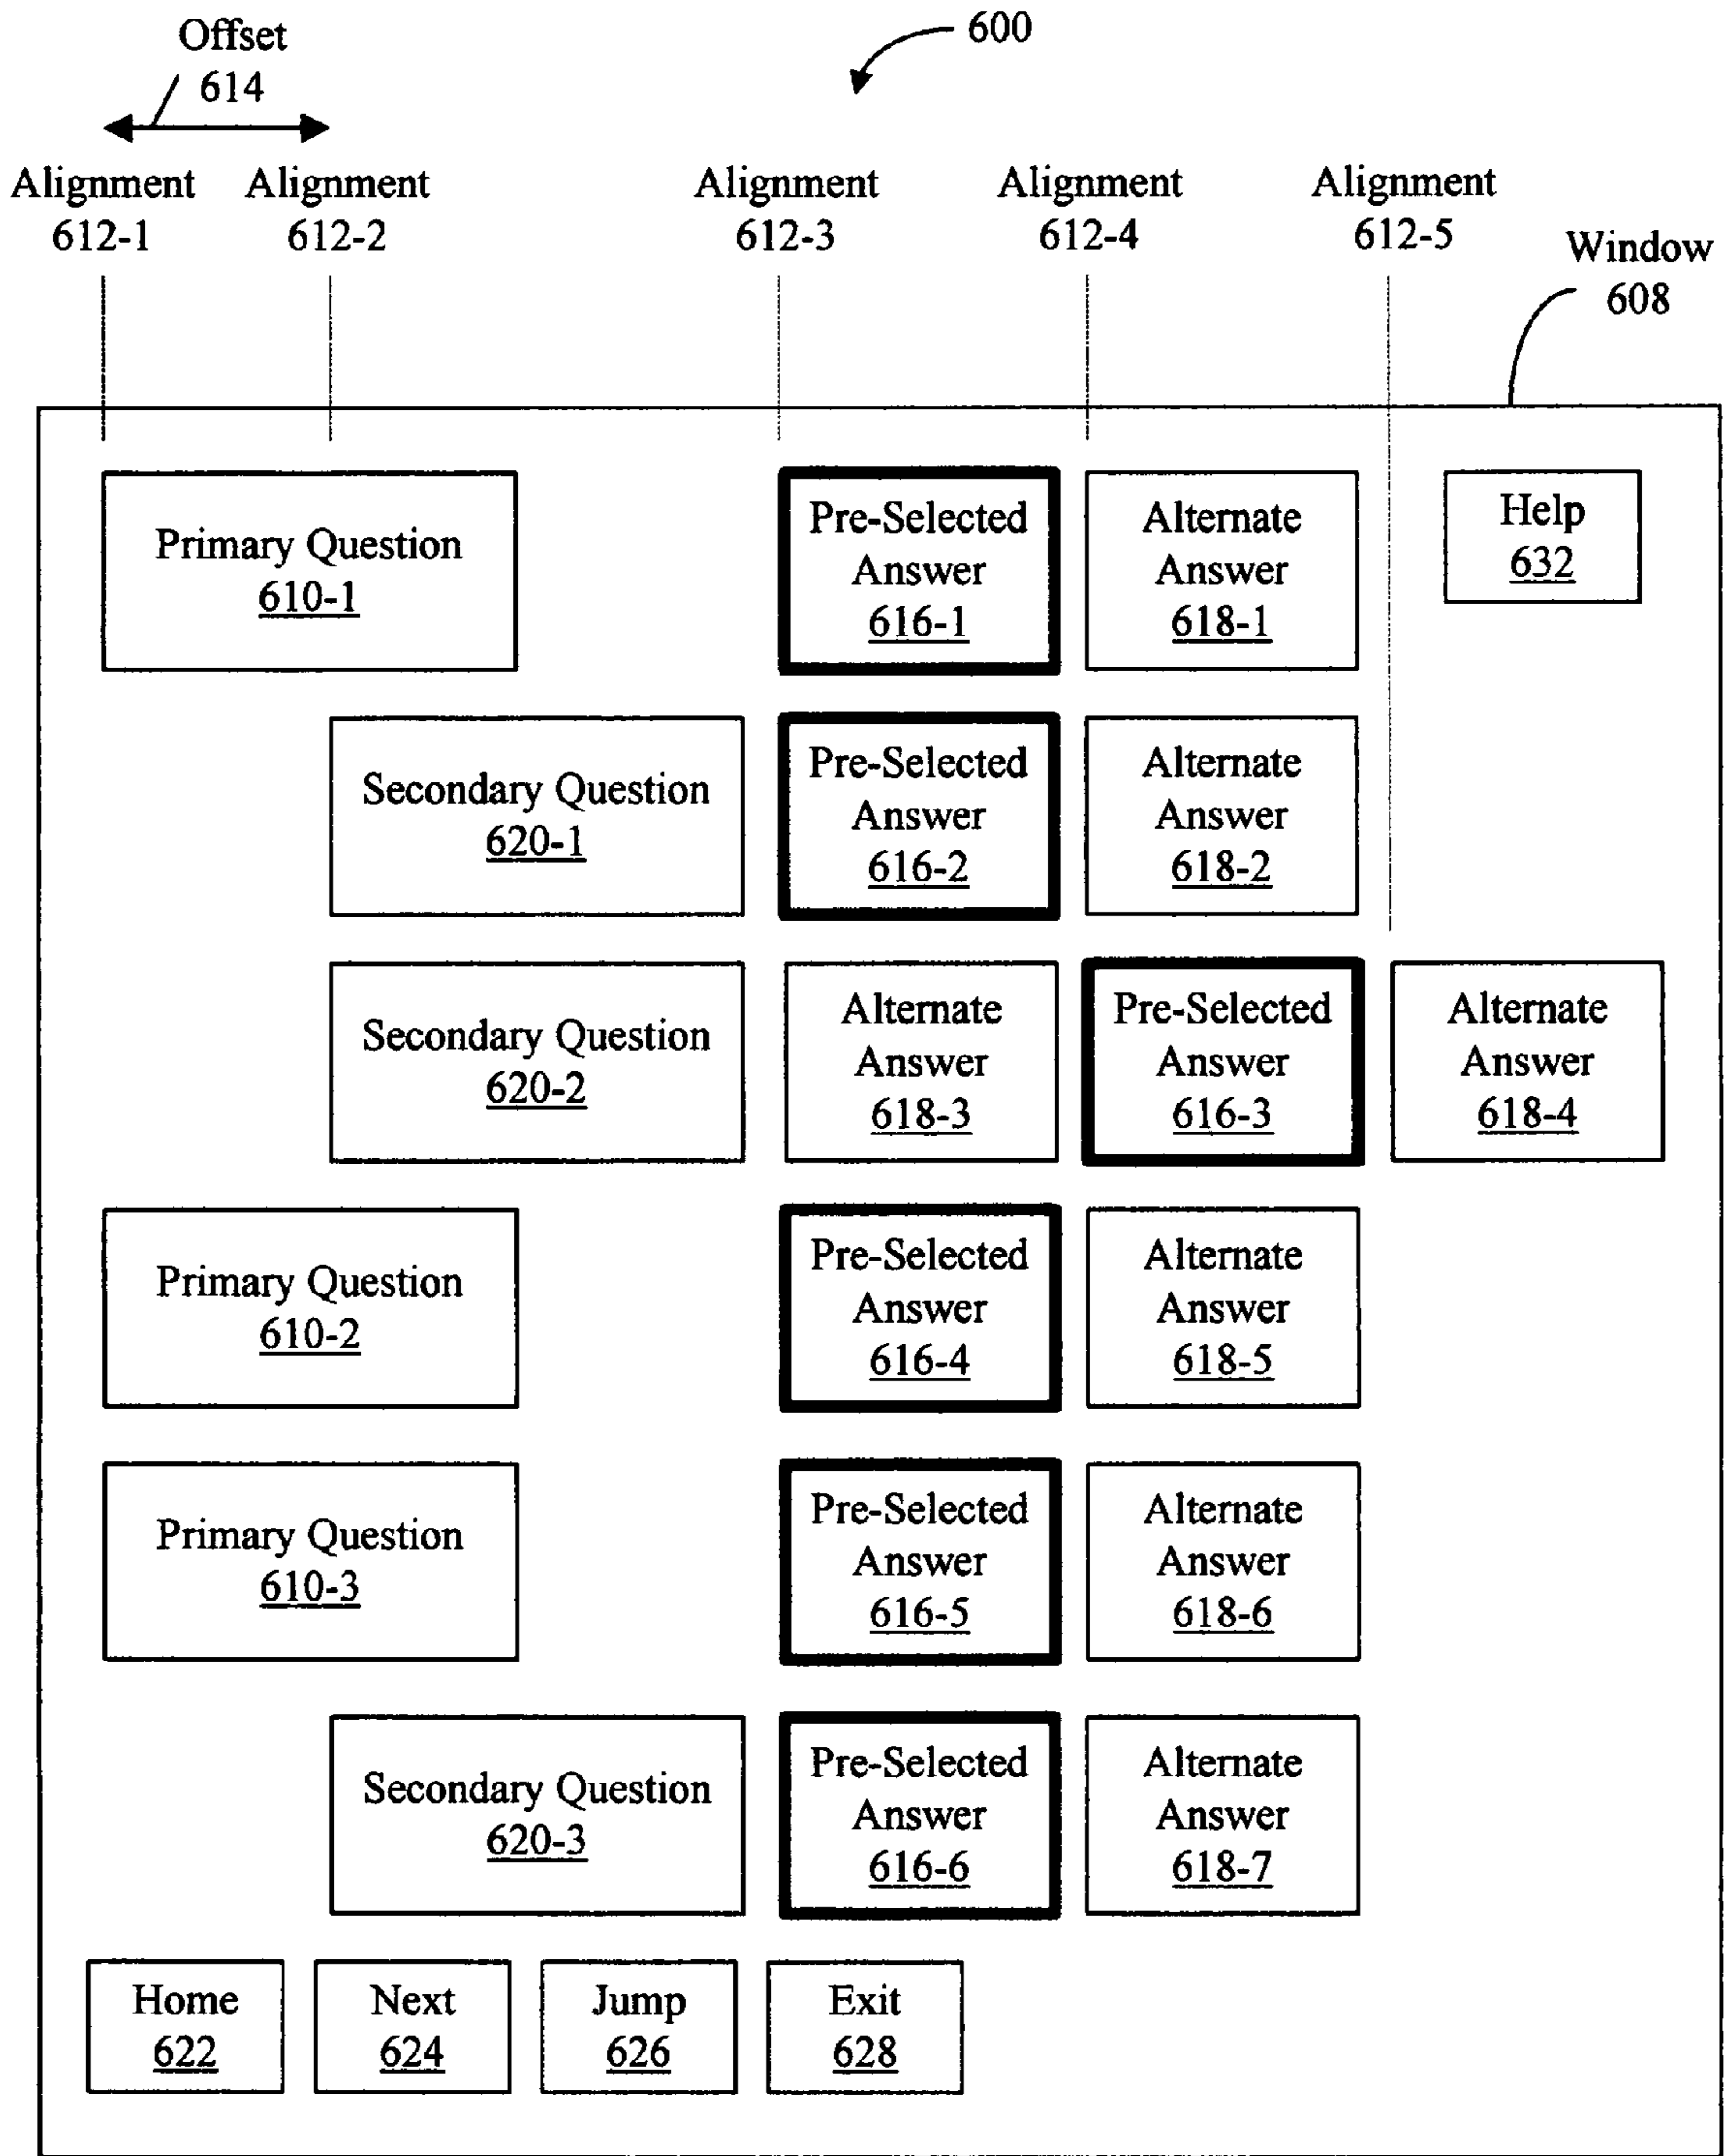 Offset
614
600
Alignment
612-1
Alignment
612-2
Alignment
612-3
Alignment
612-4
Alignment
612-5
Window
608
Primary Question
610-1
Pre-Selected
Answer
616-1
Alternate
Answer
618-1
Help
632
Secondary Question
620-1
Pre-Selected
Answer
616-2
Alternate
Answer
618-2
Secondary Question
620-2
Alternate
Answer
618-3
Pre-Selected
Answer
616-3
Alternate
Answer
618-4
Primary Question
610-2
Pre-Selected
Answer
616-4
Alternate
Answer
618-5
Primary Question
610-3
Pre-Selected
Answer
616-5
Alternate
Answer
618-6
Secondary Question
620-3
Pre-Selected
Answer
616-6
Alternate
Answer
618-7
Home
622
Next
624
Jump
626
Exit
628